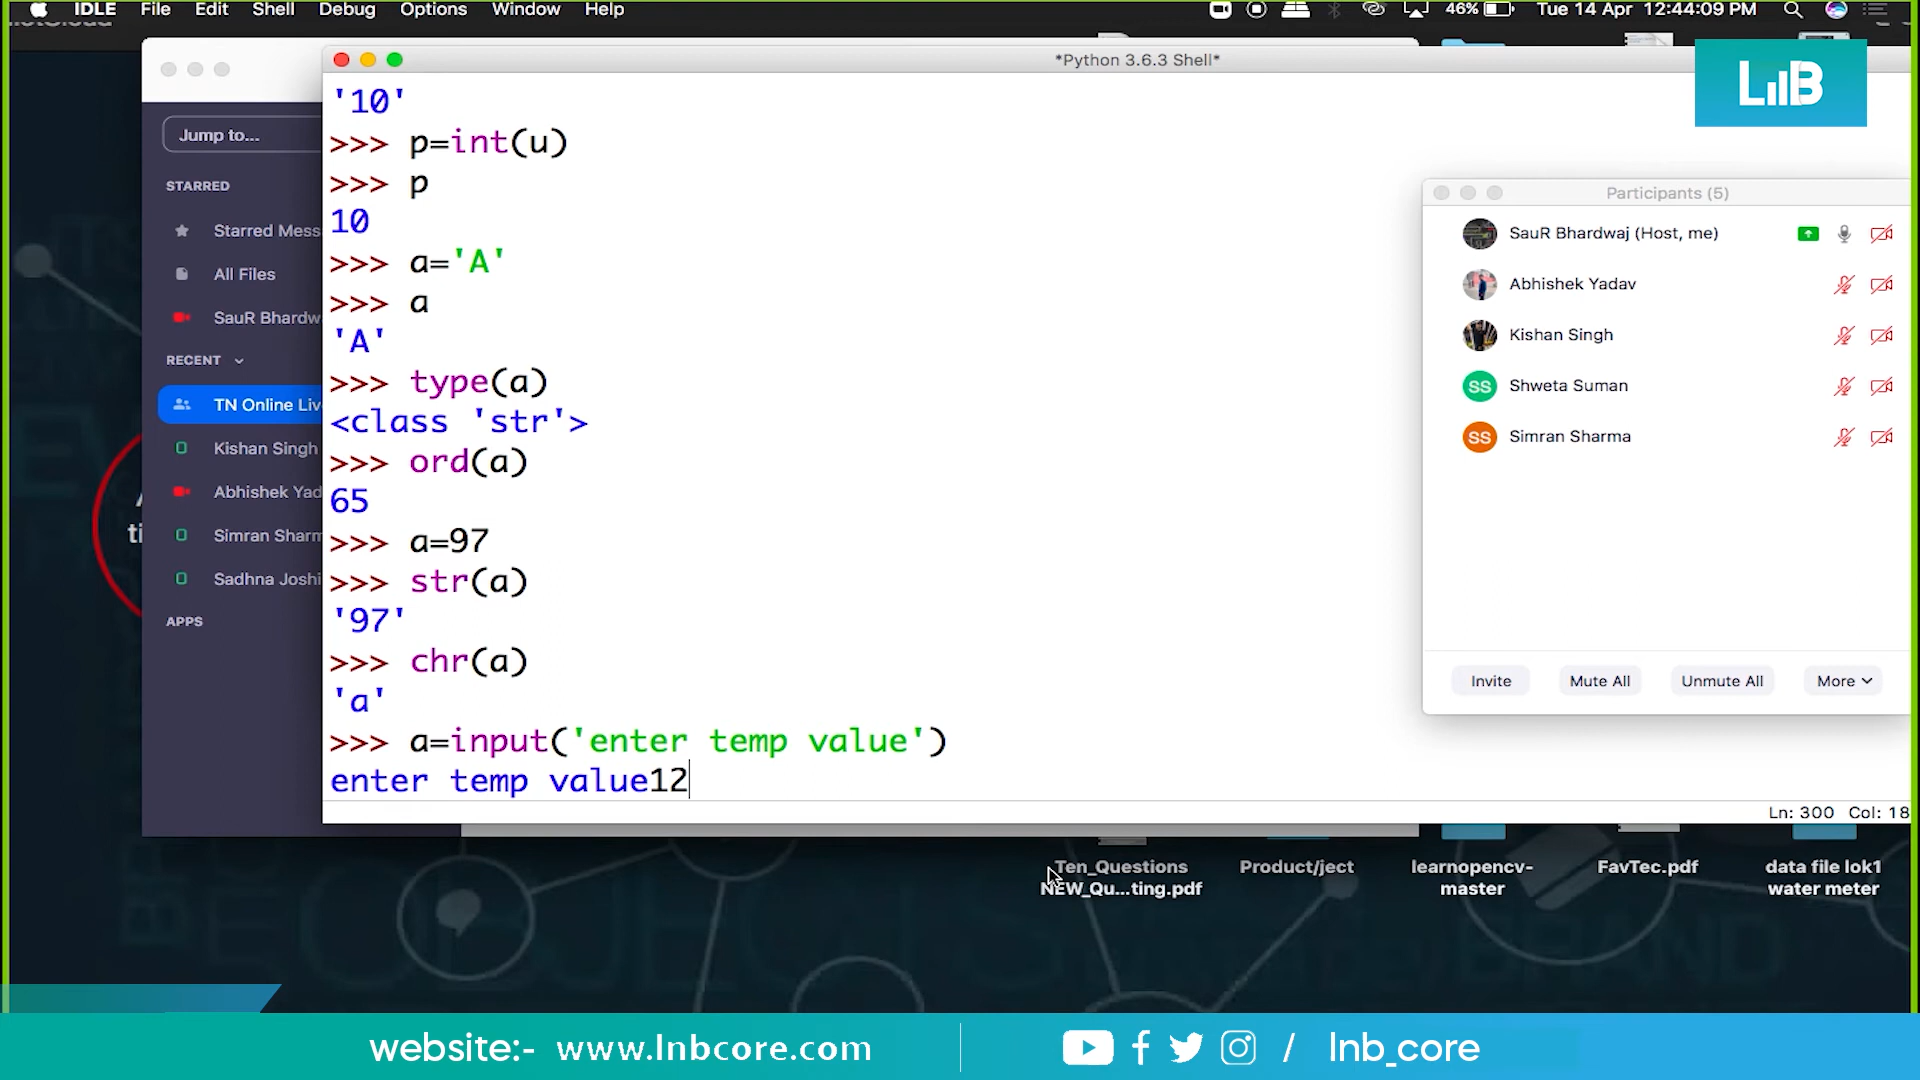 IDLE File Edit Shell Debug Options Window Help
46% Tue 14 Apr 12:44:09 PM
*Python 3.6.3 Shell*
LNB
'10'
>>> p=int(u)
>>> p
10
>>> a='A'
>>> a
'A'
>>> type(a)
<class 'str'>
>>> ord(a)
65
>>> a=97
>>> str(a)
'97'
>>> chr(a)
'a'
>>> a=input('enter temp value')
enter temp value12
Ln: 300 Col: 18
Jump to...
STARRED
Starred Mess
All Files
SauR Bhardw
RECENT
TN Online Liv
Kishan Singh
Abhishek Yad
Simran Sharm
Sadhna Joshi
APPS
Participants (5)
SauR Bhardwaj (Host, me)
Abhishek Yadav
Kishan Singh
SS Shweta Suman
SS Simran Sharma
Invite Mute All Unmute All More
Ten_Questions
NEW_Qu...ting.pdf
Product/ject
learnopencv-
master
FavTec.pdf
data file lok1
water meter
website:- www.lnbcore.com
/ lnb_core